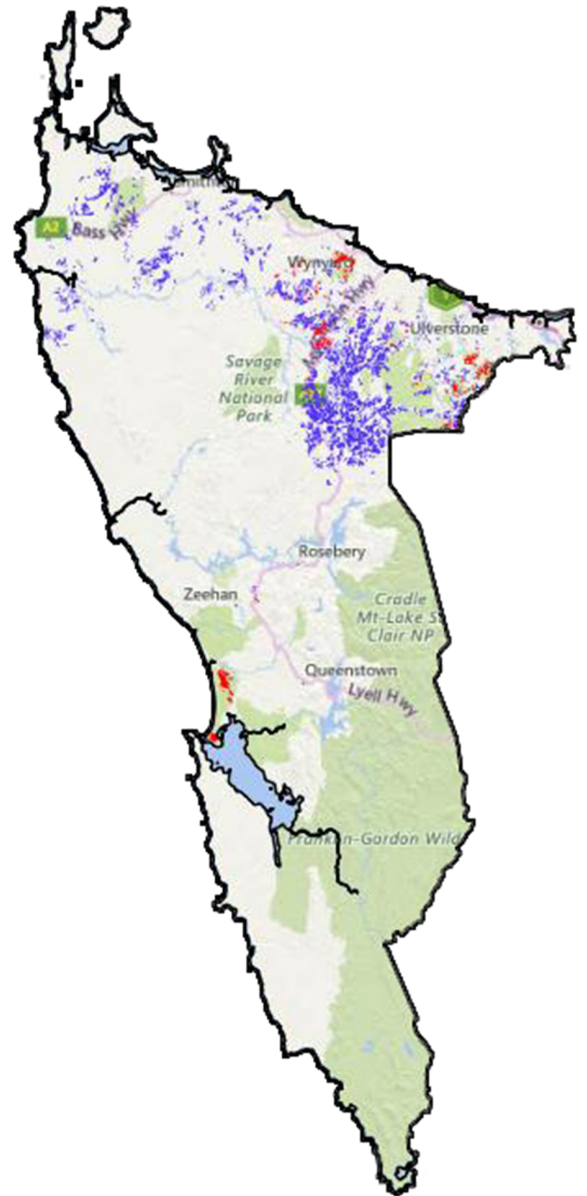 Smithton
A2
Bass Hwy
Wynyard
Ulverstone
Savage
River
National
Park
Rosebery
Zeehan
Cradle
Mt-Lake S
Clair NP
Queenstown
Lyell Hwy
Franklin-Gordon Wild